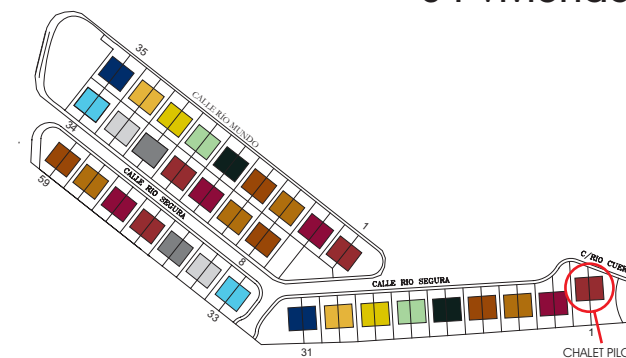 35
CALLE RÍO MUNDO
34
CALLE RIO SEGURA
59
1
8
33
CALLE RIO SEGURA
C/RIO CUER
31
1
CHALET PILO